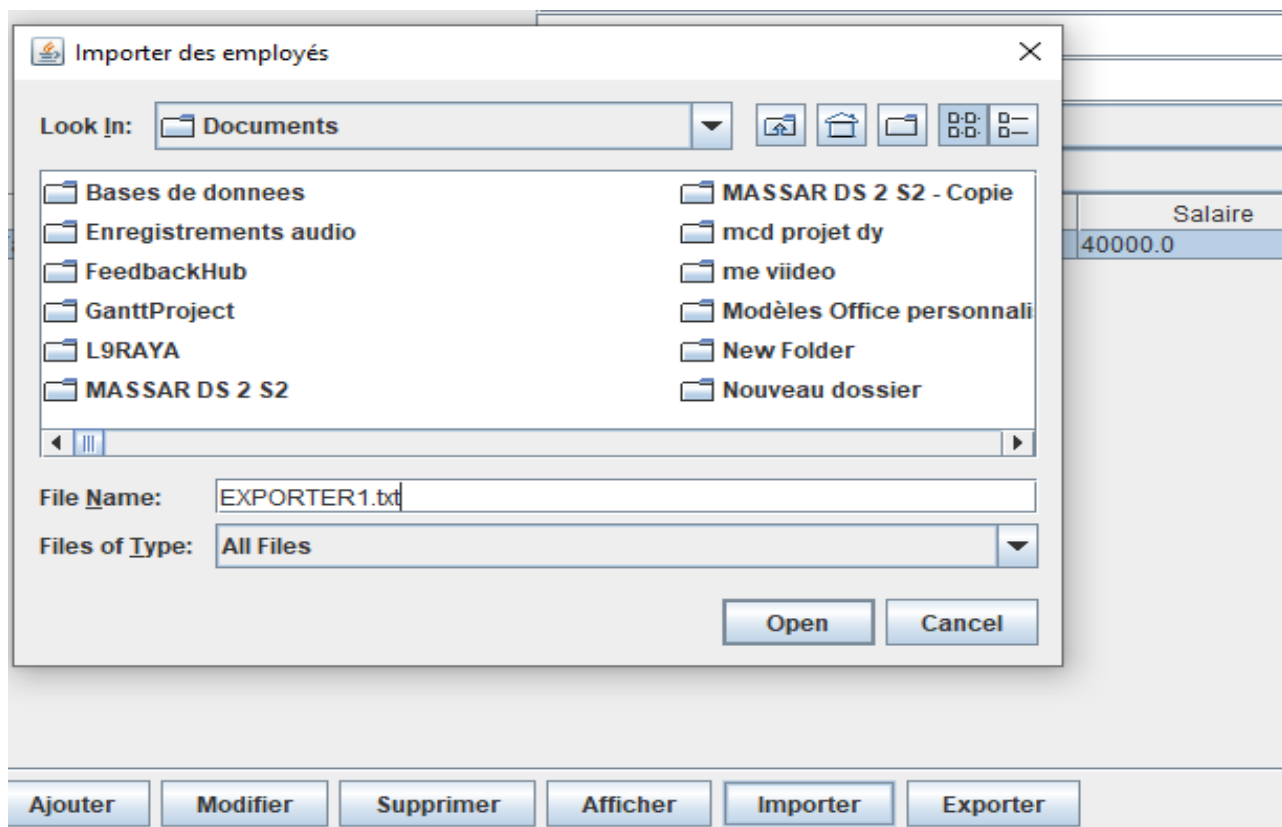 Importer des employés
Look In: Documents
Bases de donnees MASSAR DS 2 S2 - Copie
Enregistrements audio mcd projet dy
FeedbackHub me viideo
GanttProject Modèles Office personnali
L9RAYA New Folder
MASSAR DS 2 S2 Nouveau dossier
Salaire
40000.0
File Name: EXPORTER1.txt
Files of Type: All Files
Open Cancel
Ajouter Modifier Supprimer Afficher Importer Exporter